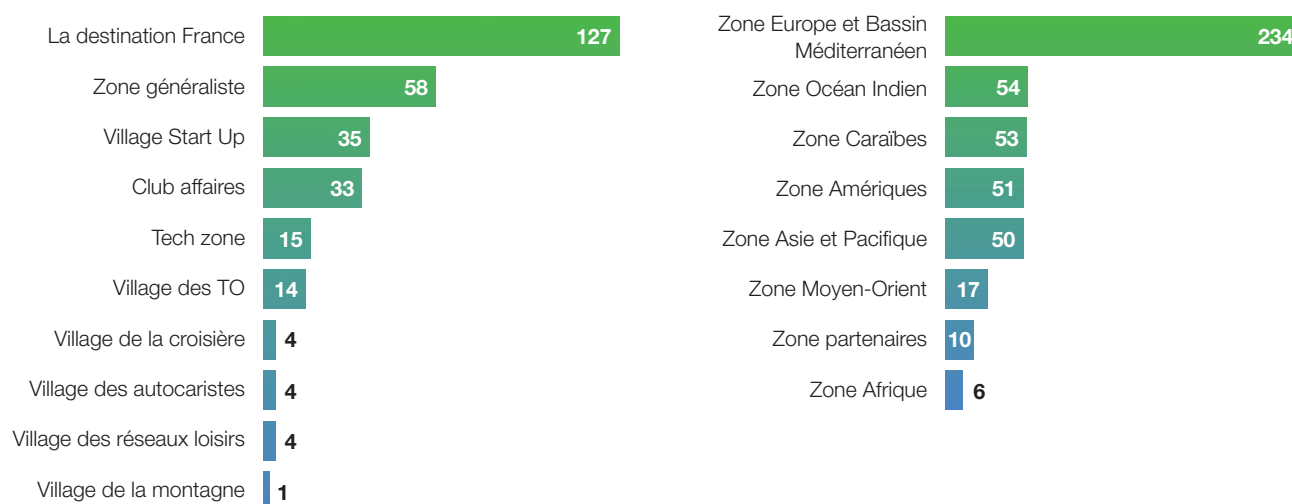 La destination France 127
Zone généraliste 58
Village Start Up 35
Club affaires 33
Tech zone 15
Village des TO 14
Village de la croisière 4
Village des autocaristes 4
Village des réseaux loisirs 4
Village de la montagne 1
Zone Europe et Bassin
Méditerranéen 234
Zone Océan Indien 54
Zone Caraïbes 53
Zone Amériques 51
Zone Asie et Pacifique 50
Zone Moyen-Orient 17
Zone partenaires 10
Zone Afrique 6